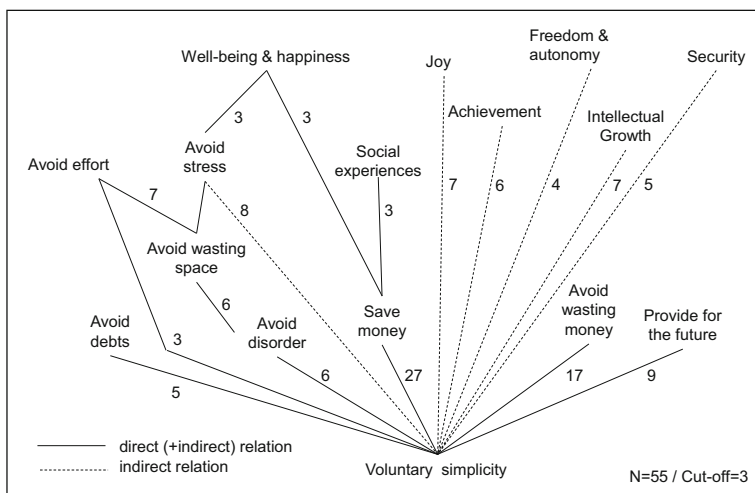 Well-being & happiness
Joy
Freedom &
autonomy
Security
3
3
Achievement
Intellectual
Growth
Avoid
stress
Social
experiences
Avoid effort
7
8
3
7
6
4
7
5
Avoid wasting
space
6
Avoid
debts
Avoid
disorder
Save
money
Avoid
wasting
money
Provide for
the future
3
5
6
27
17
9
direct (+indirect) relation
indirect relation
Voluntary simplicity
N=55 / Cut-off=3